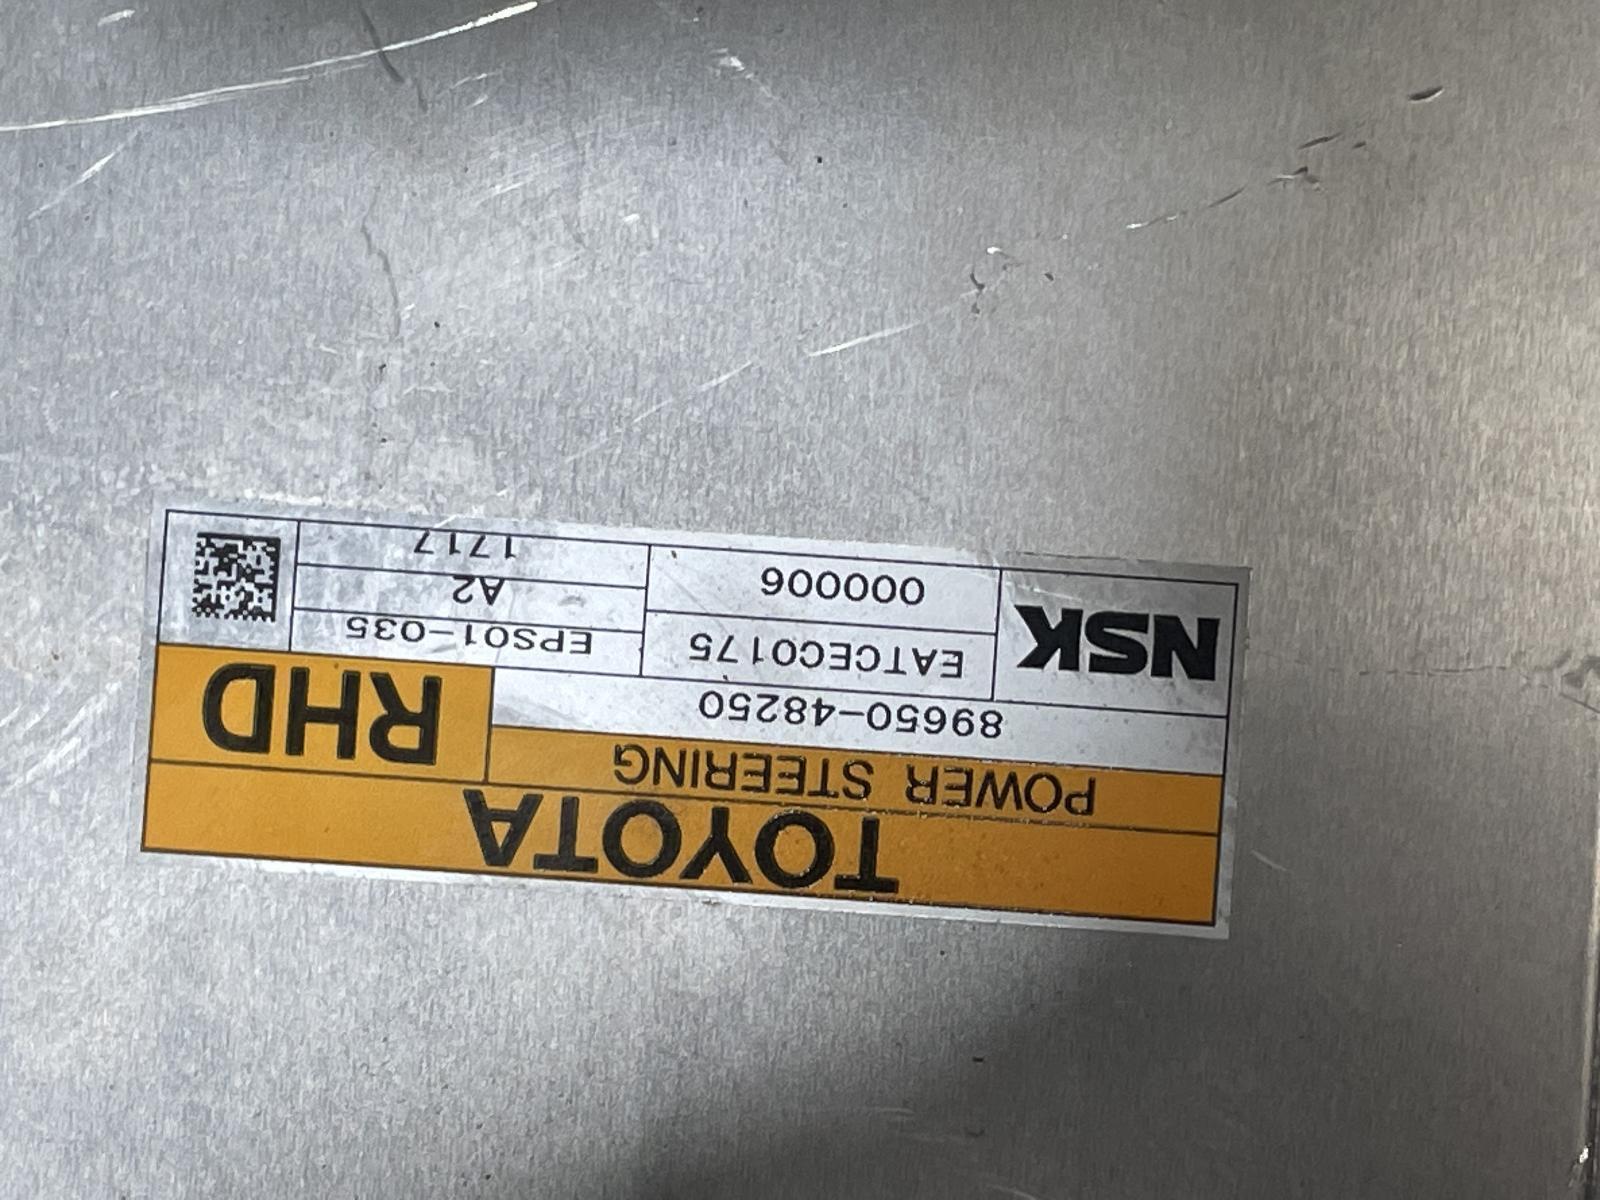 TOYOTA
POWER STEERING
RHD
89650-48250
NSK
EATCEC0175
000006
EPS01-035
A2
1717